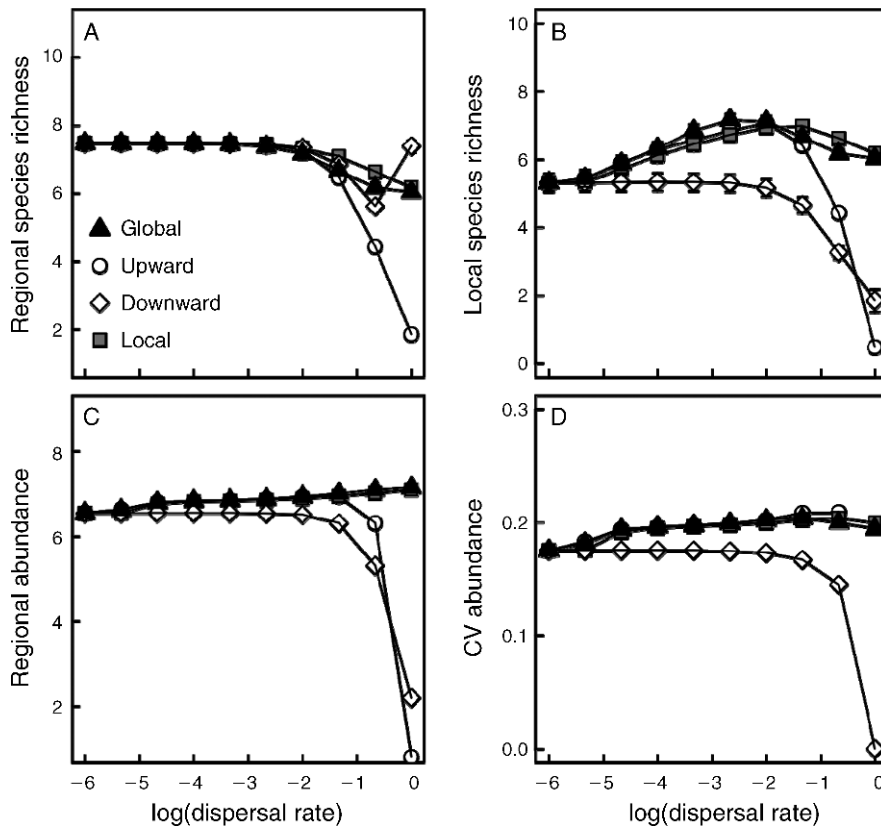 A
Regional species richness
10
8
6
4
2
Global
Upward
Downward
Local
B
Local species richness
10
8
6
4
2
0
C
Regional abundance
8
6
4
2
−6 −5 −4 −3 −2 −1 0
log(dispersal rate)
D
CV abundance
0.3
0.2
0.1
0.0
−6 −5 −4 −3 −2 −1 0
log(dispersal rate)